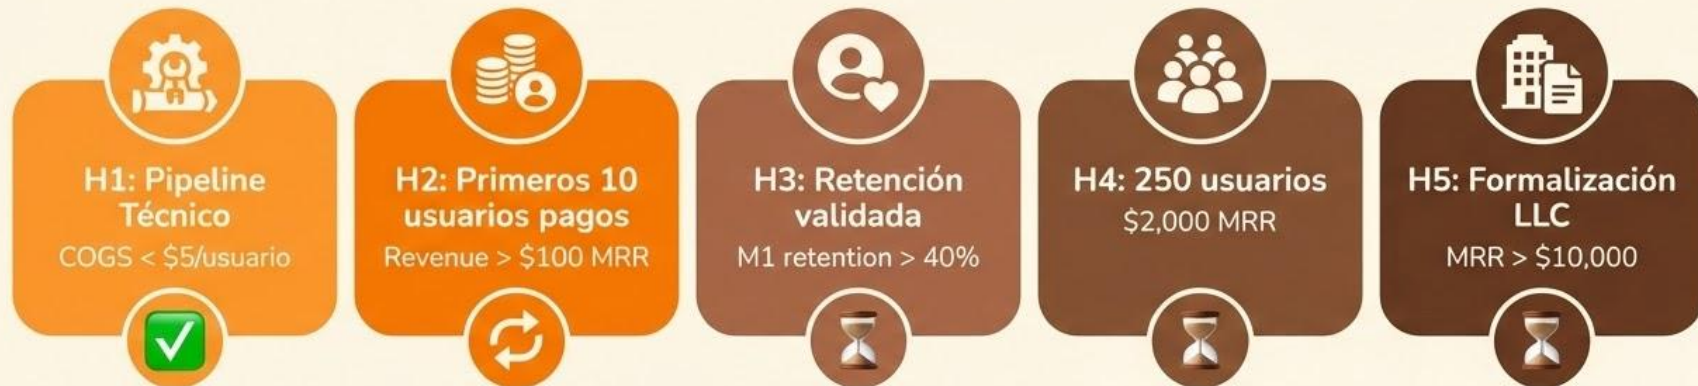 H1: Pipeline
Técnico
COGS < $5/usuario
H2: Primeros 10
usuarios pagos
Revenue > $100 MRR
H3: Retención
validada
M1 retention > 40%
H4: 250 usuarios
$2,000 MRR
H5: Formalización
LLC
MRR > $10,000